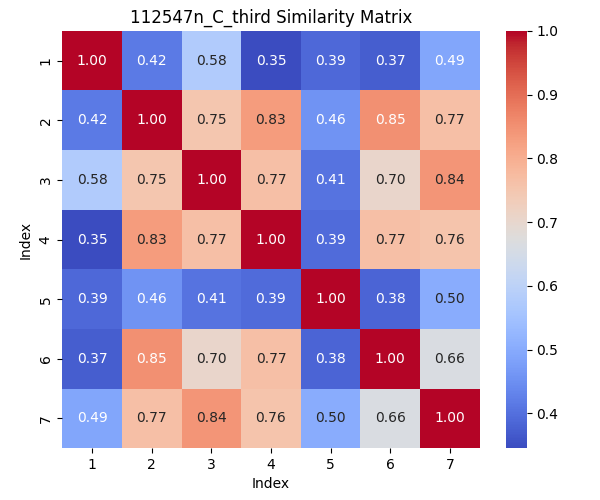 112547n_C_third Similarity Matrix
1 1.00 0.42 0.58 0.35 0.39 0.37 0.49
2 0.42 1.00 0.75 0.83 0.46 0.85 0.77
3 0.58 0.75 1.00 0.77 0.41 0.70 0.84
4 0.35 0.83 0.77 1.00 0.39 0.77 0.76
5 0.39 0.46 0.41 0.39 1.00 0.38 0.50
6 0.37 0.85 0.70 0.77 0.38 1.00 0.66
7 0.49 0.77 0.84 0.76 0.50 0.66 1.00
1 2 3 4 5 6 7
Index
Index
1.0
0.9
0.8
0.7
0.6
0.5
0.4